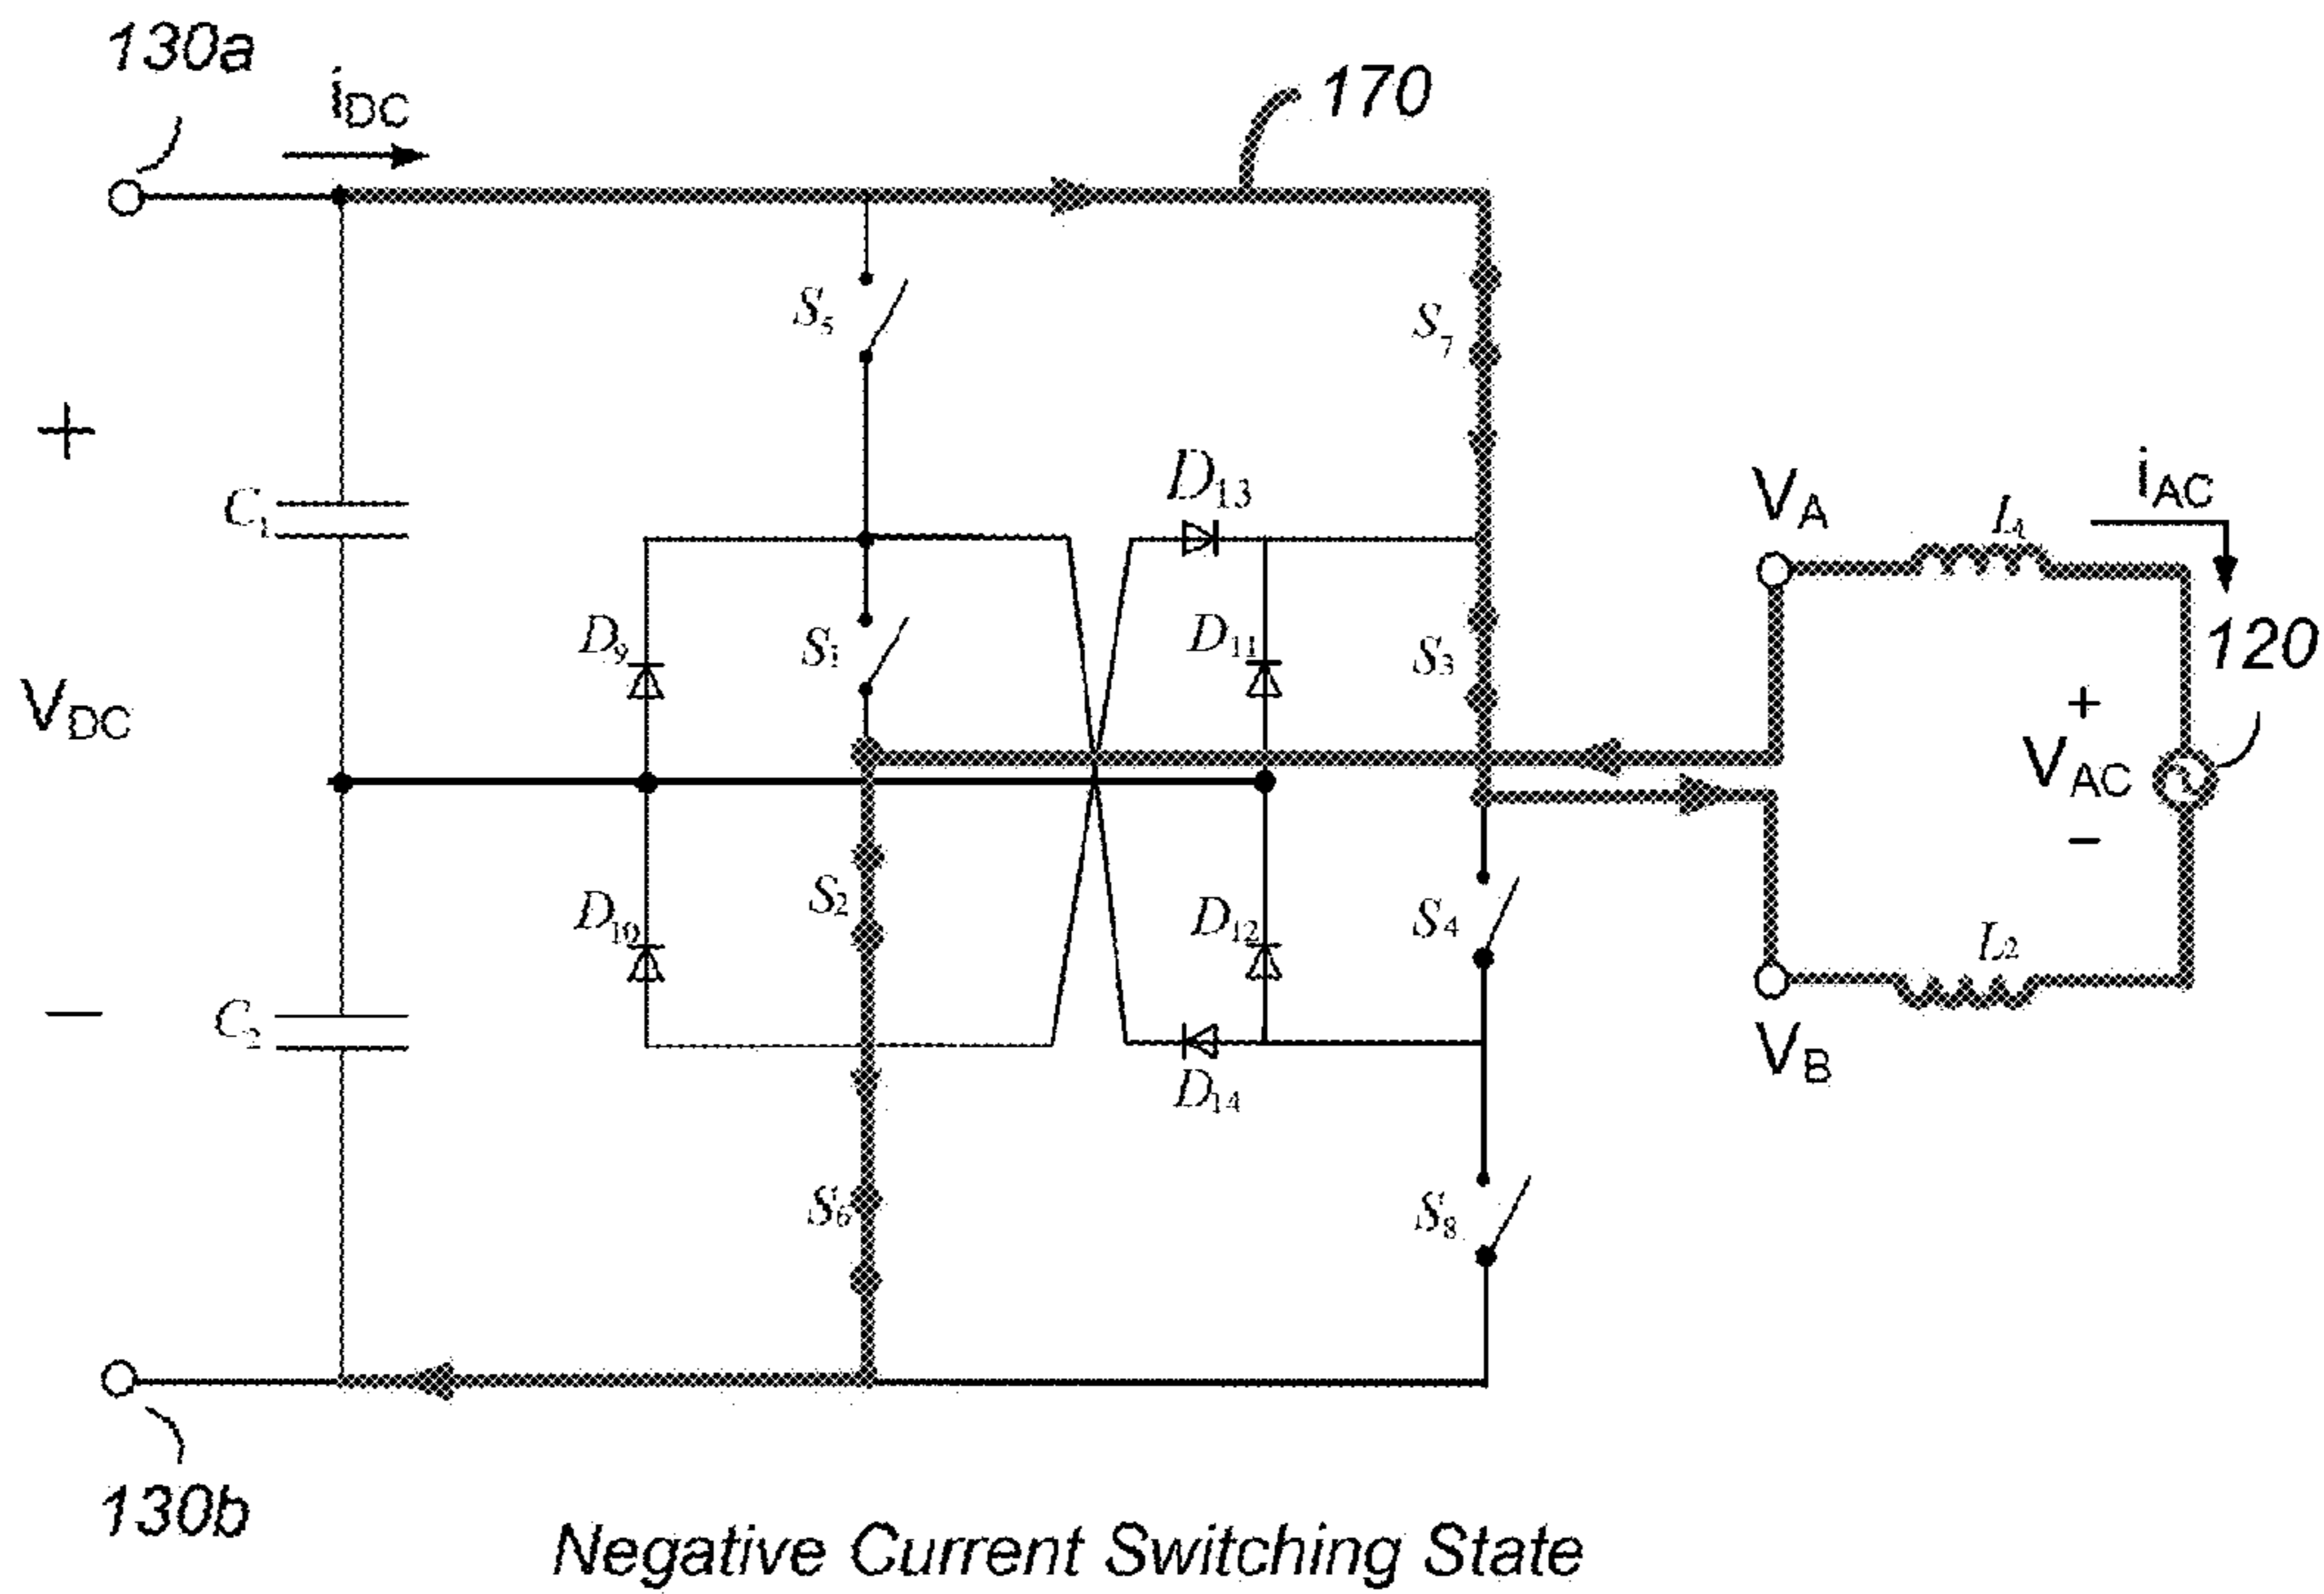 130a
iDC
170
S5
S7
+
C1
D13
VA
L1
iAC
D9
S1
D11
S3
120
VDC
+
VAC
−
D10
S2
D12
S4
L2
−
C2
VB
D14
S6
S8
130b
Negative Current Switching State